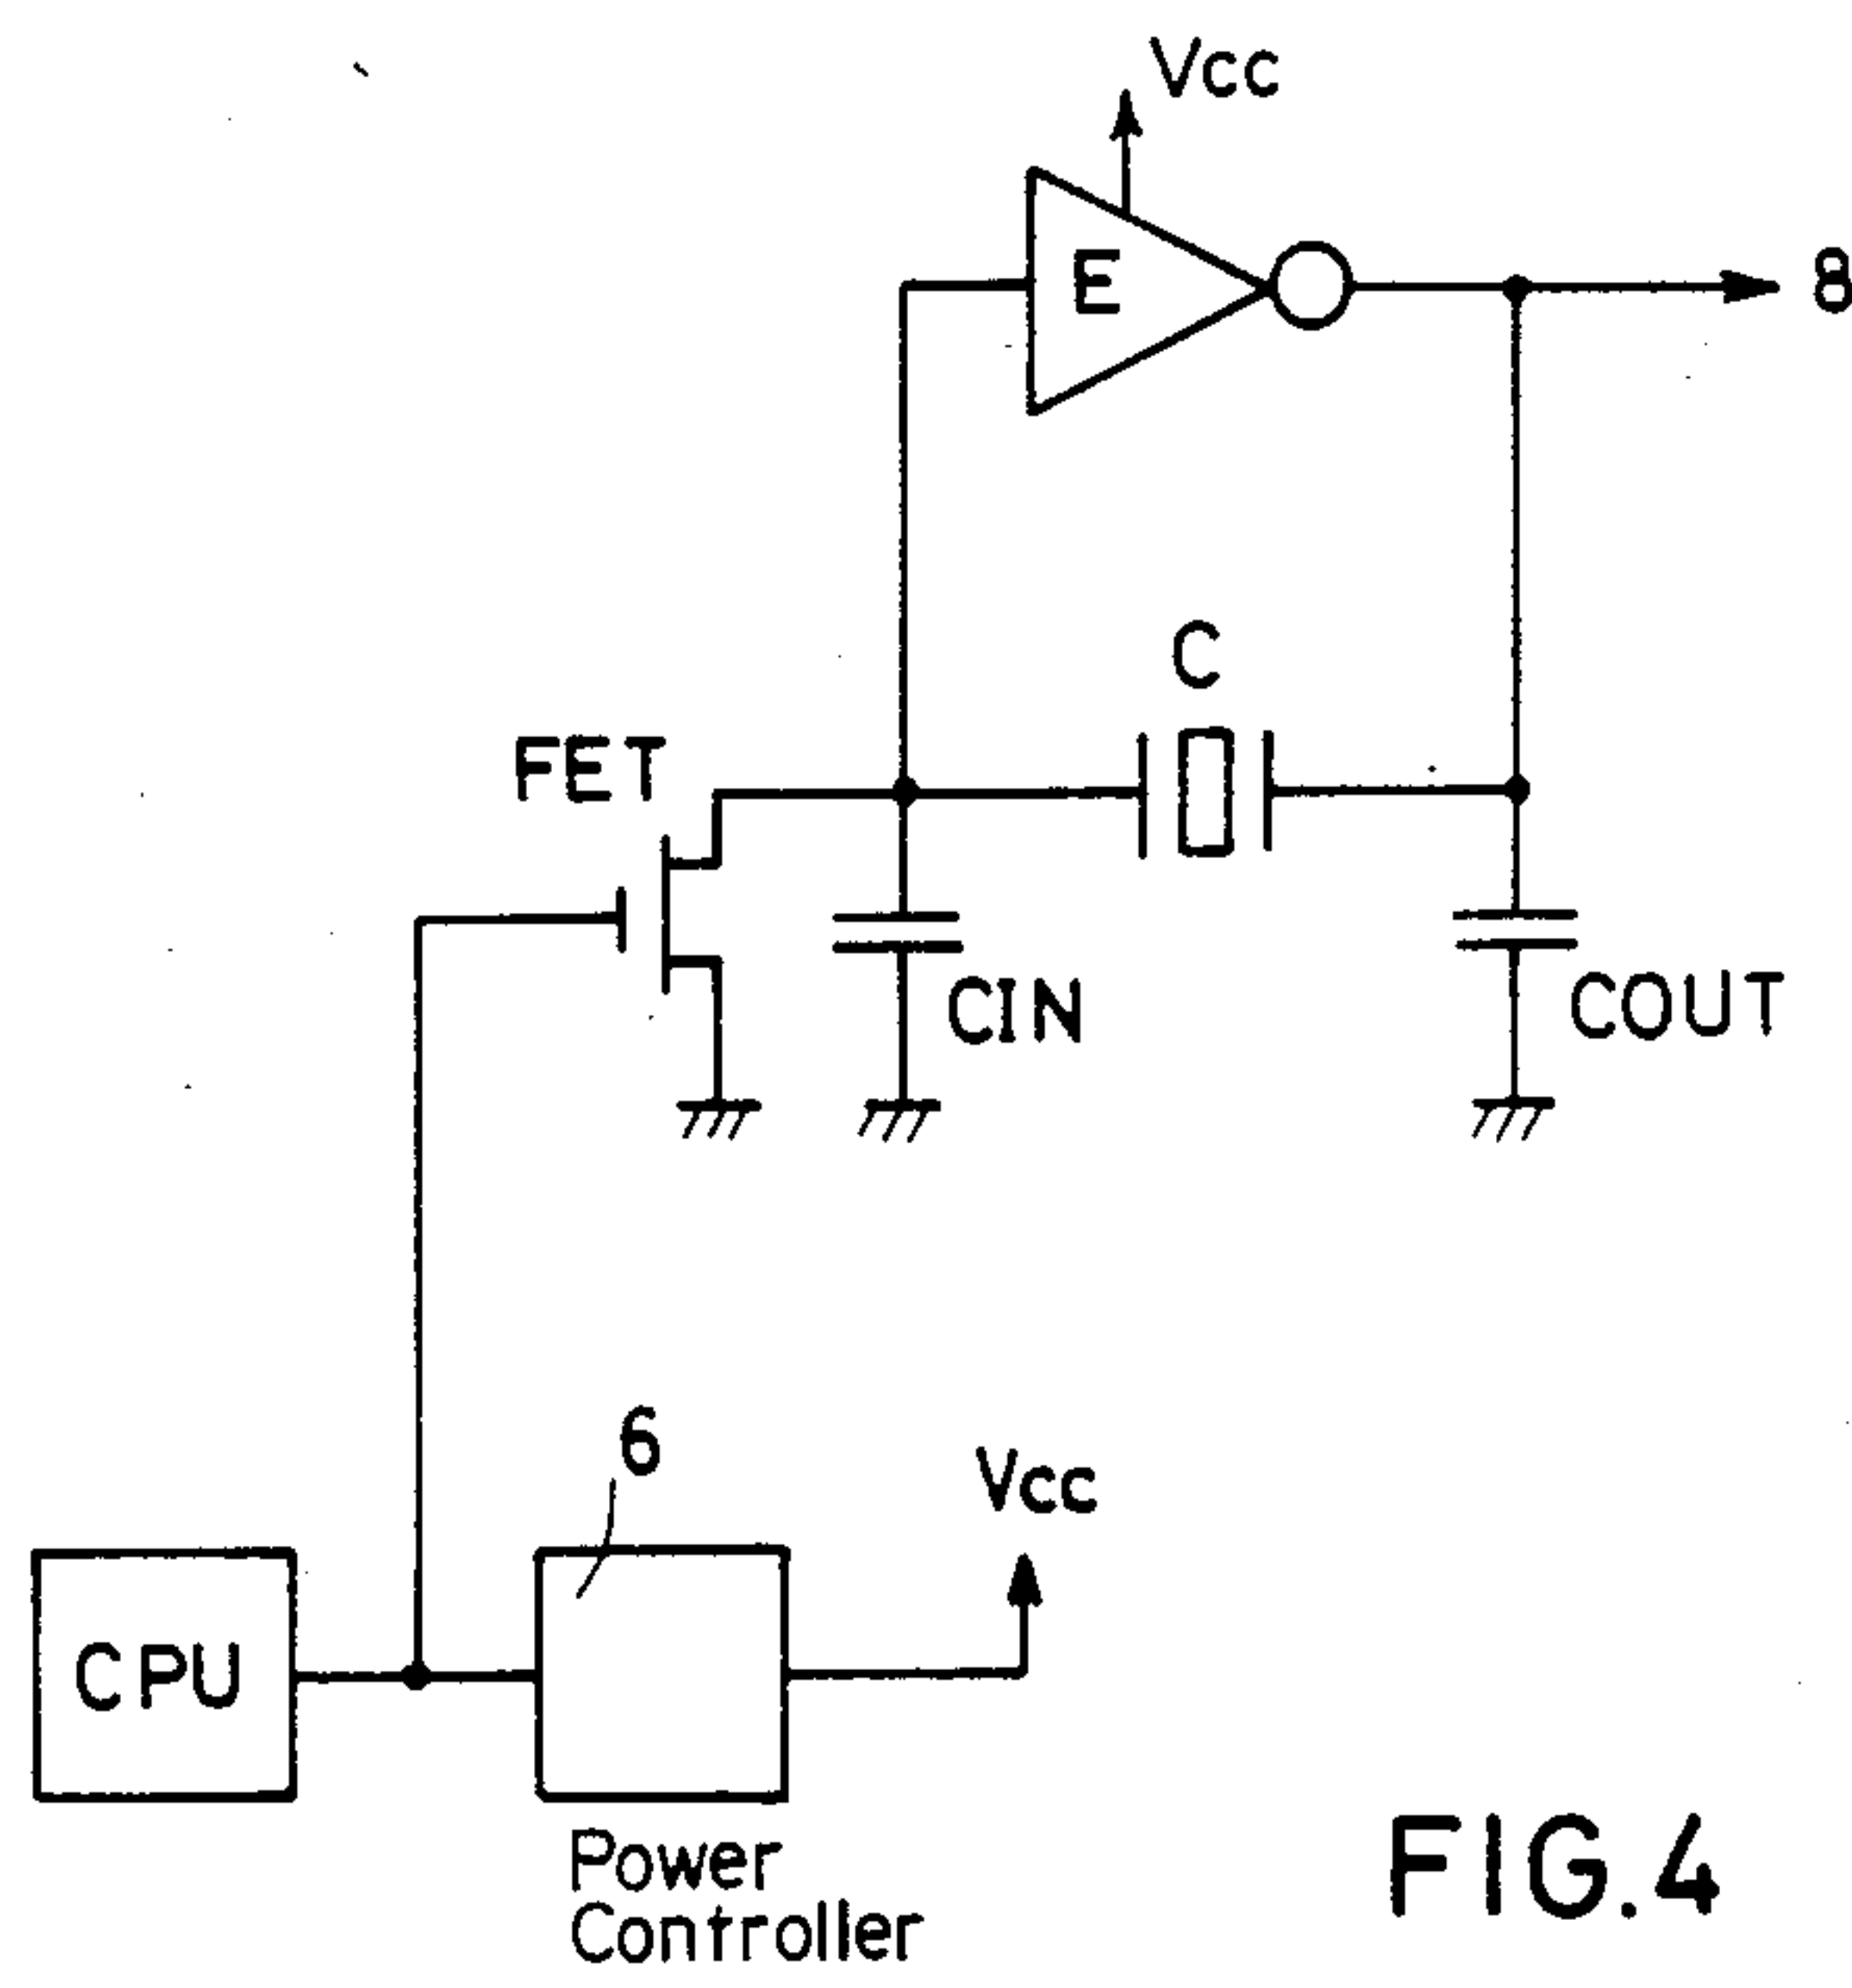 Vcc
E
8
C
FET
CIN
COUT
6
Vcc
CPU
Power
Controller
FIG.4